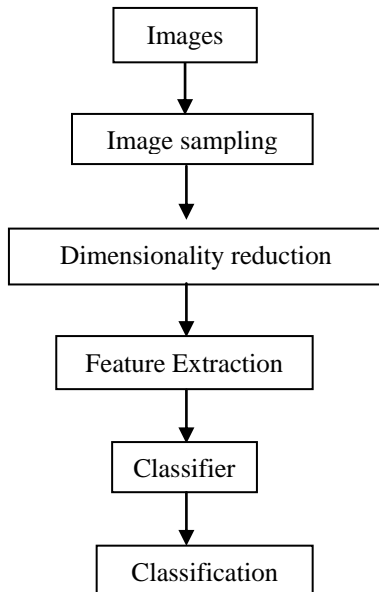 Images
Image sampling
Dimensionality reduction
Feature Extraction
Classifier
Classification